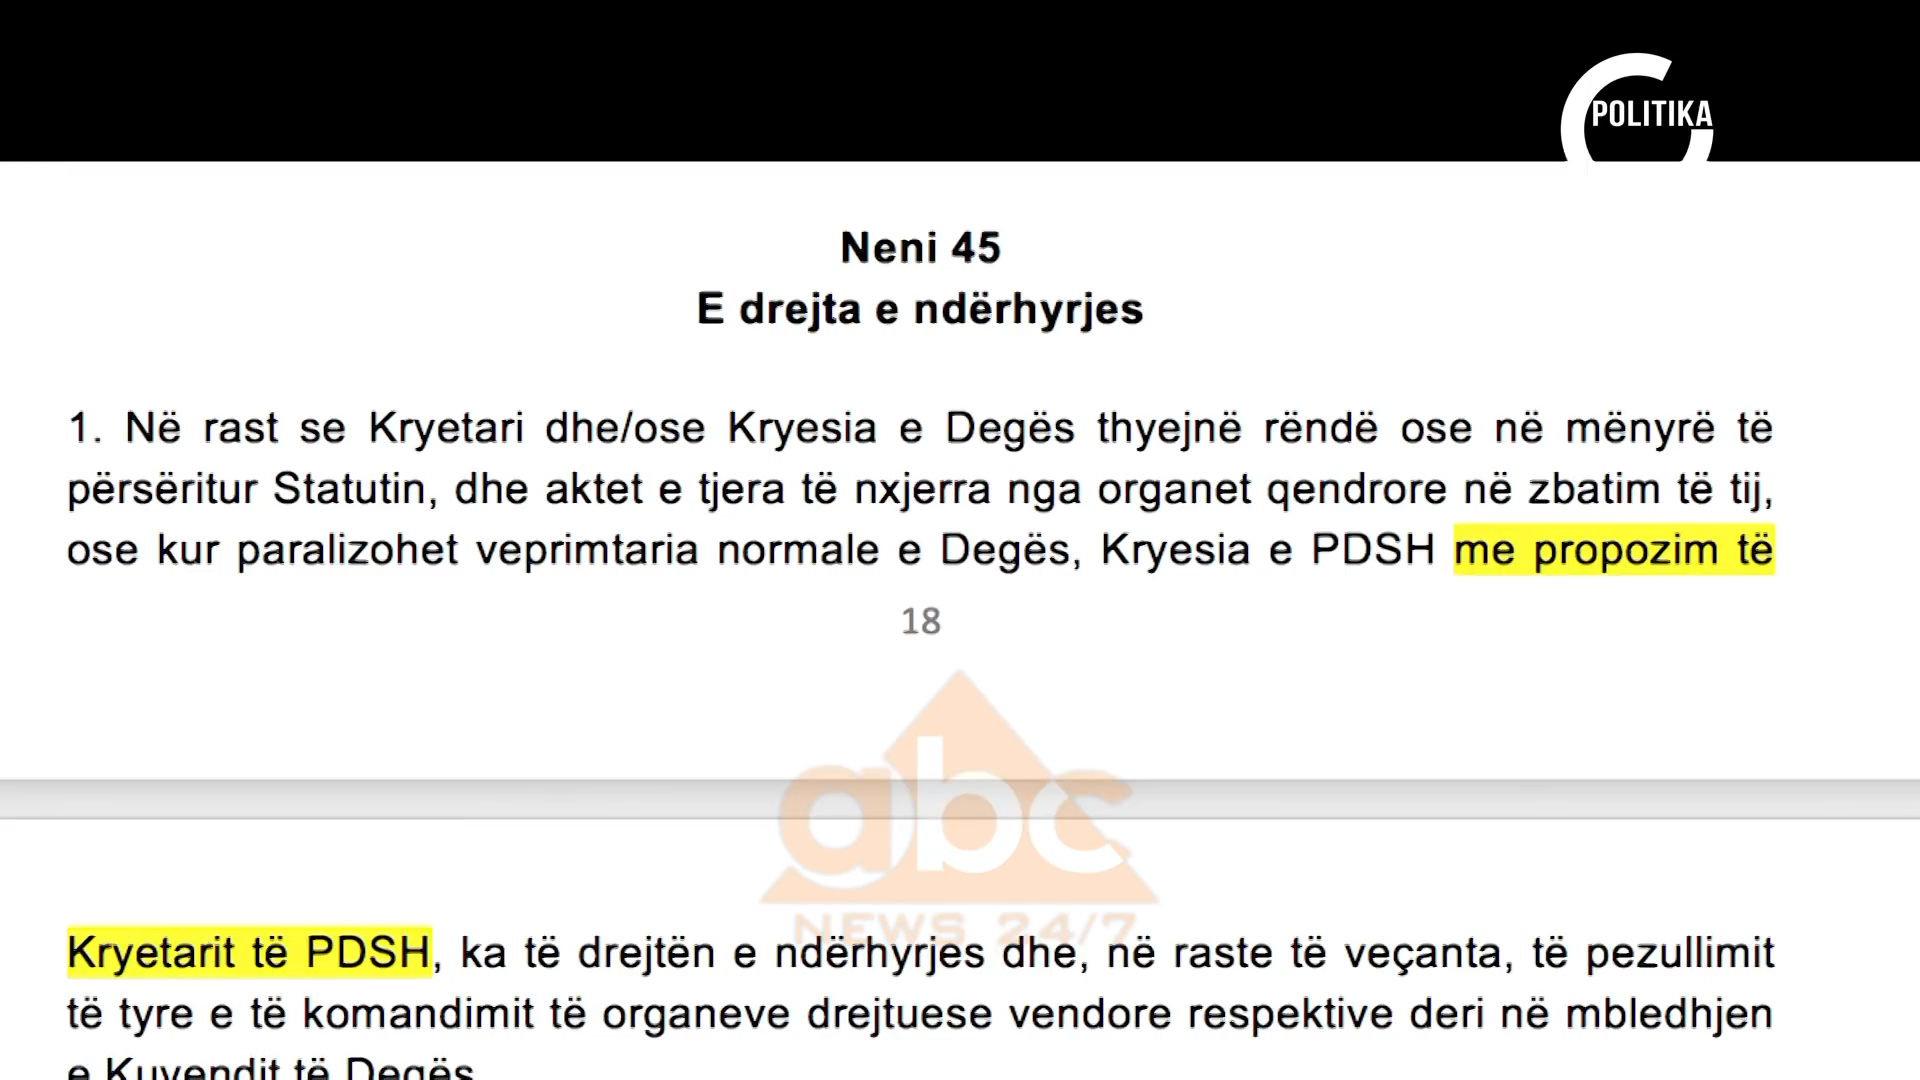 POLITIKA
Neni 45
E drejta e ndërhyrjes
1. Në rast se Kryetari dhe/ose Kryesia e Degës thyejnë rëndë ose në mënyrë të
përsëritur Statutin, dhe aktet e tjera të nxjerra nga organet qendrore në zbatim të tij,
ose kur paralizohet veprimtaria normale e Degës, Kryesia e PDSH me propozim të
18
abc
NEWS 24/7
Kryetarit të PDSH, ka të drejtën e ndërhyrjes dhe, në raste të veçanta, të pezullimit
të tyre e të komandimit të organeve drejtuese vendore respektive deri në mbledhjen
e Kuvendit të Degës